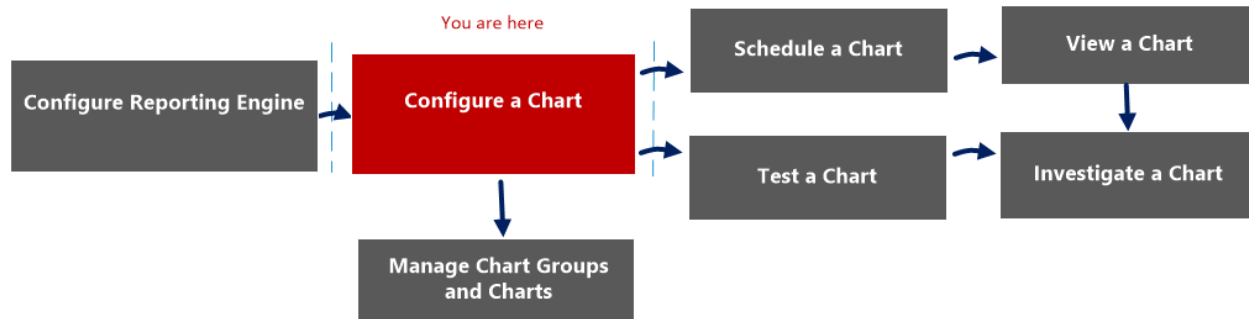 You are here
Configure Reporting Engine
Configure a Chart
Schedule a Chart
View a Chart
Test a Chart
Investigate a Chart
Manage Chart Groups
and Charts